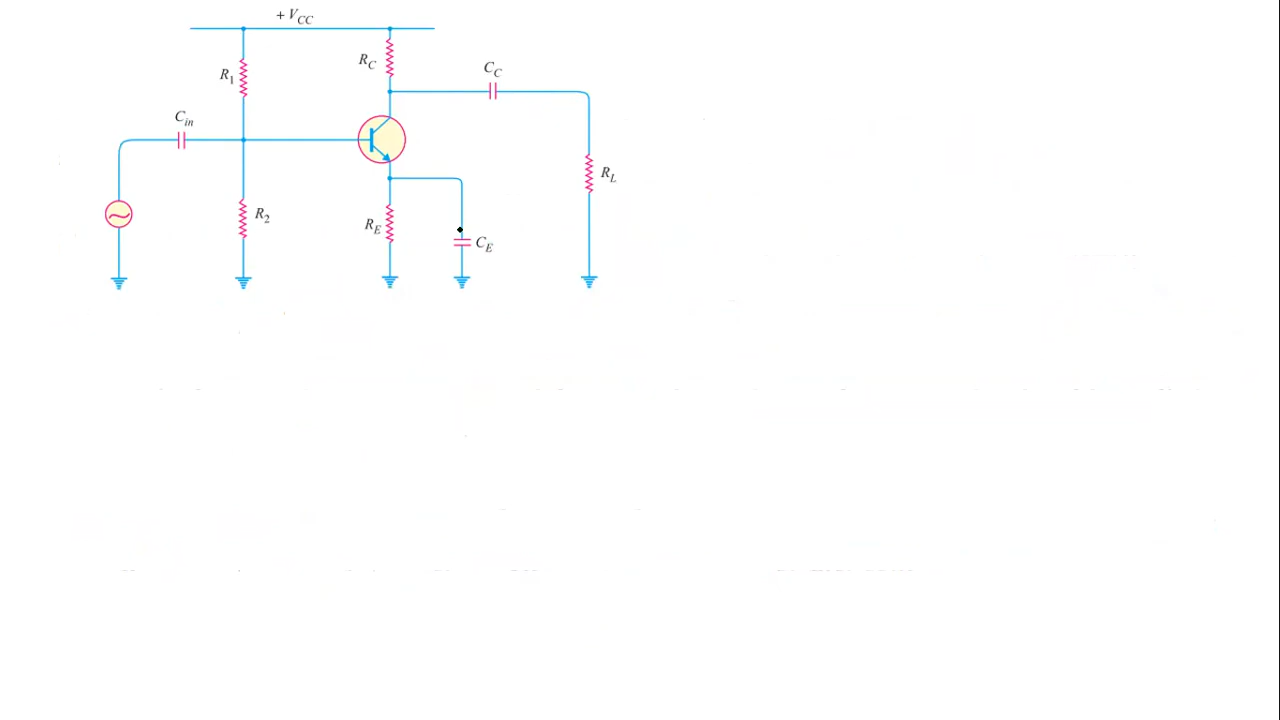 + V_CC
R_C
C_C
R_1
C_in
R_L
R_2
R_E
C_E